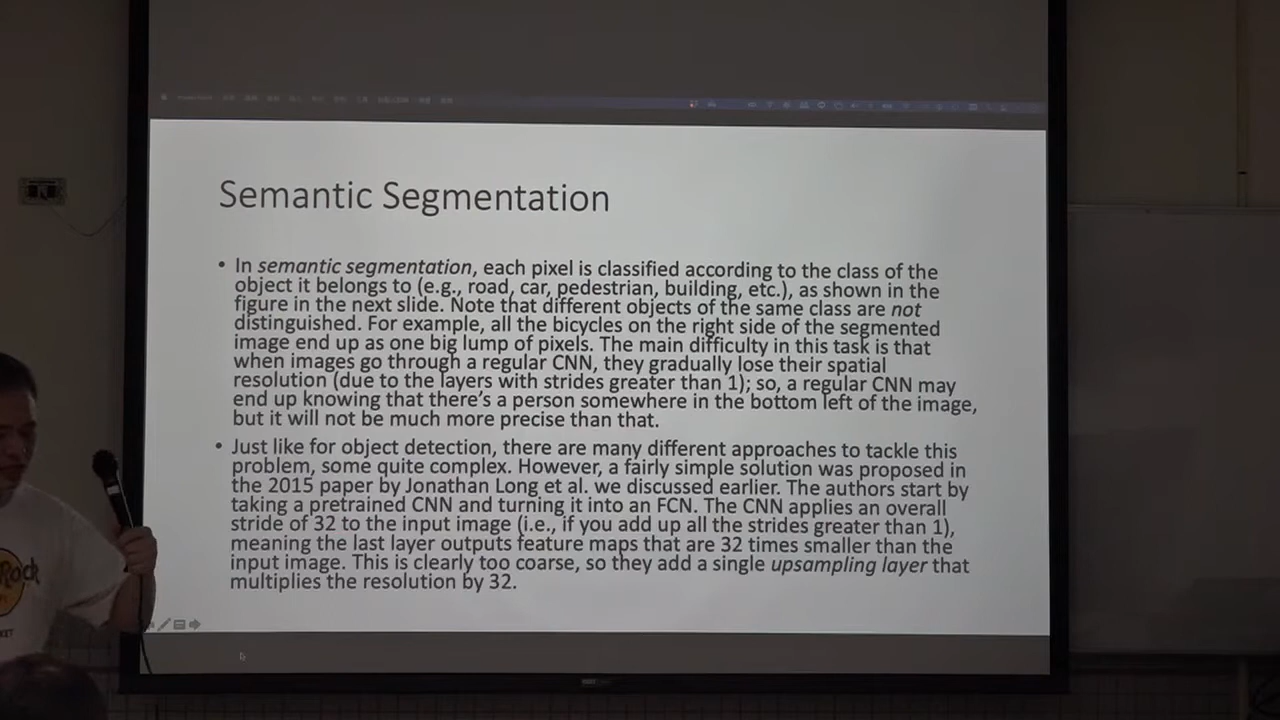 Semantic Segmentation
• In semantic segmentation, each pixel is classified according to the class of the
object it belongs to (e.g., road, car, pedestrian, building, etc.), as shown in the
figure in the next slide. Note that different objects of the same class are not
distinguished. For example, all the bicycles on the right side of the segmented
image end up as one big lump of pixels. The main difficulty in this task is that
when images go through a regular CNN, they gradually lose their spatial
resolution (due to the layers with strides greater than 1); so, a regular CNN may
end up knowing that there’s a person somewhere in the bottom left of the image,
but it will not be much more precise than that.
• Just like for object detection, there are many different approaches to tackle this
problem, some quite complex. However, a fairly simple solution was proposed in
the 2015 paper by Jonathan Long et al. we discussed earlier. The authors start by
taking a pretrained CNN and turning it into an FCN. The CNN applies an overall
stride of 32 to the input image (i.e., if you add up all the strides greater than 1),
meaning the last layer outputs feature maps that are 32 times smaller than the
input image. This is clearly too coarse, so they add a single upsampling layer that
multiplies the resolution by 32.
Rock